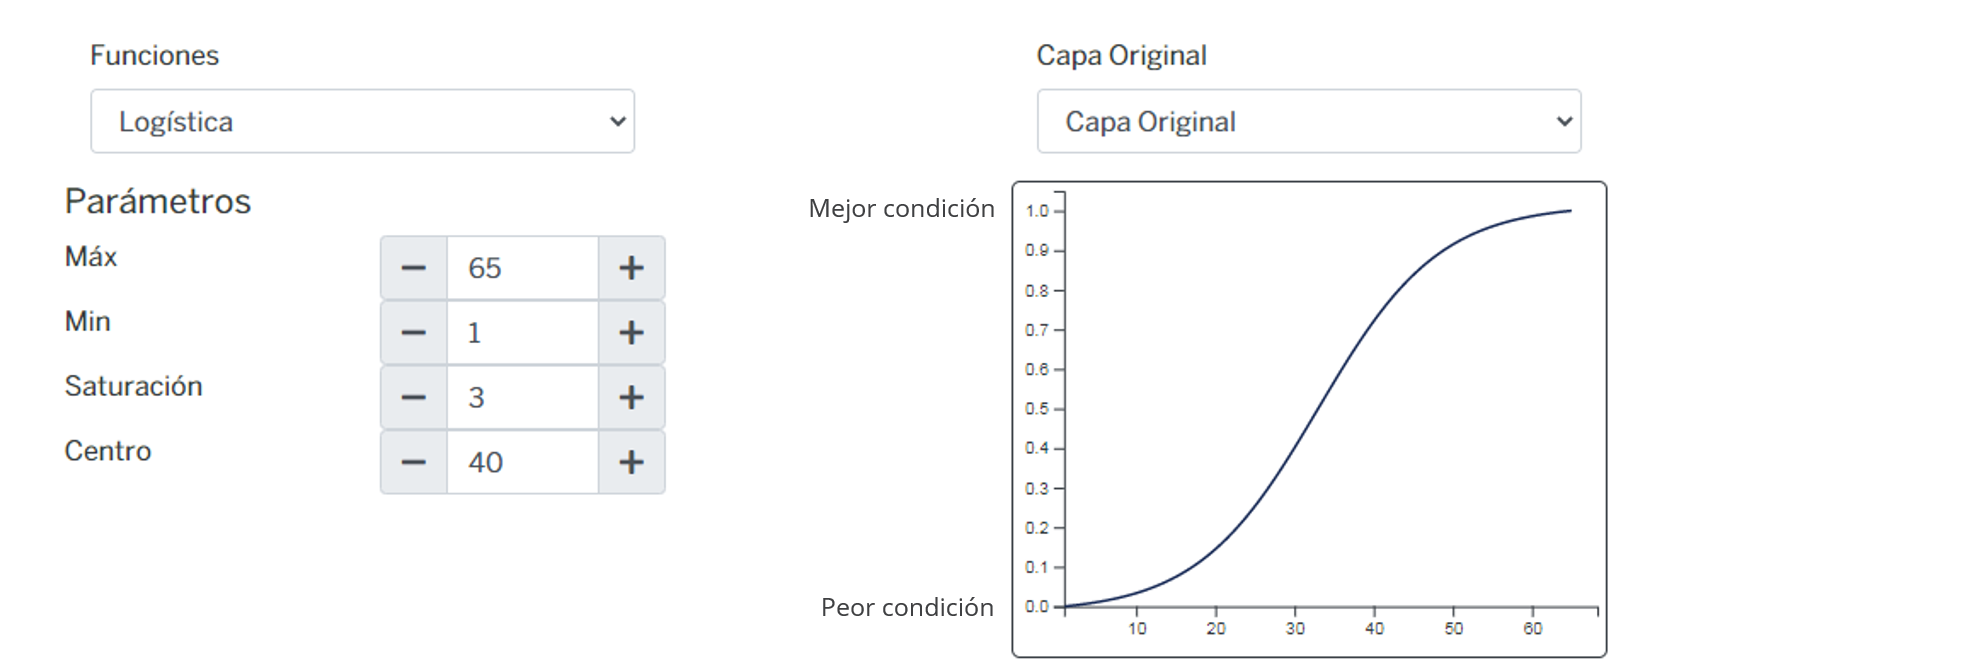 Funciones
Logística
Parámetros
Máx
65
Min
1
Saturación
3
Centro
40
Capa Original
Capa Original
Mejor condición
Peor condición
1.0
0.9
0.8
0.7
0.6
0.5
0.4
0.3
0.2
0.1
0.0
10 20 30 40 50 60